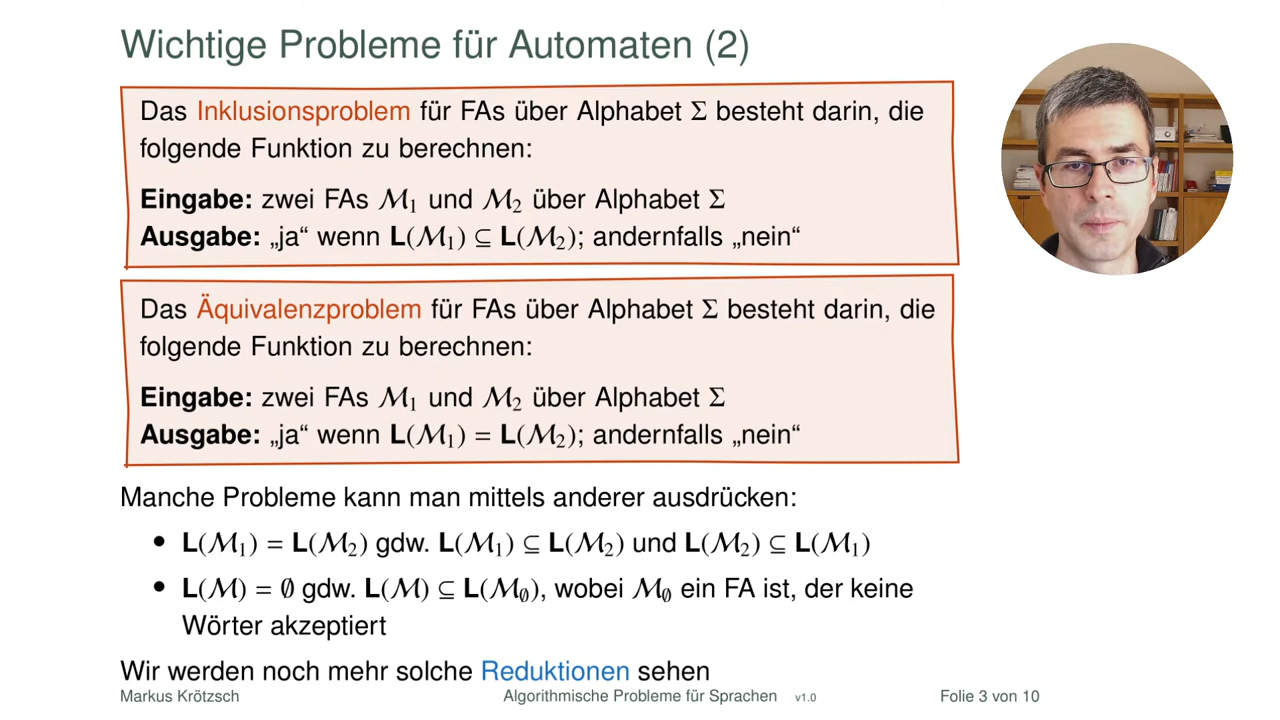 Wichtige Probleme für Automaten (2)
Das Inklusionsproblem für FAs über Alphabet Σ besteht darin, die
folgende Funktion zu berechnen:
Eingabe: zwei FAs ℳ₁ und ℳ₂ über Alphabet Σ
Ausgabe: „ja“ wenn L(ℳ₁) ⊆ L(ℳ₂); andernfalls „nein“
Das Äquivalenzproblem für FAs über Alphabet Σ besteht darin, die
folgende Funktion zu berechnen:
Eingabe: zwei FAs ℳ₁ und ℳ₂ über Alphabet Σ
Ausgabe: „ja“ wenn L(ℳ₁) = L(ℳ₂); andernfalls „nein“
Manche Probleme kann man mittels anderer ausdrücken:
• L(ℳ₁) = L(ℳ₂) gdw. L(ℳ₁) ⊆ L(ℳ₂) und L(ℳ₂) ⊆ L(ℳ₁)
• L(ℳ) = ∅ gdw. L(ℳ) ⊆ L(ℳ_∅), wobei ℳ_∅ ein FA ist, der keine
Wörter akzeptiert
Wir werden noch mehr solche Reduktionen sehen
Markus Krötzsch Algorithmische Probleme für Sprachen v1.0 Folie 3 von 10